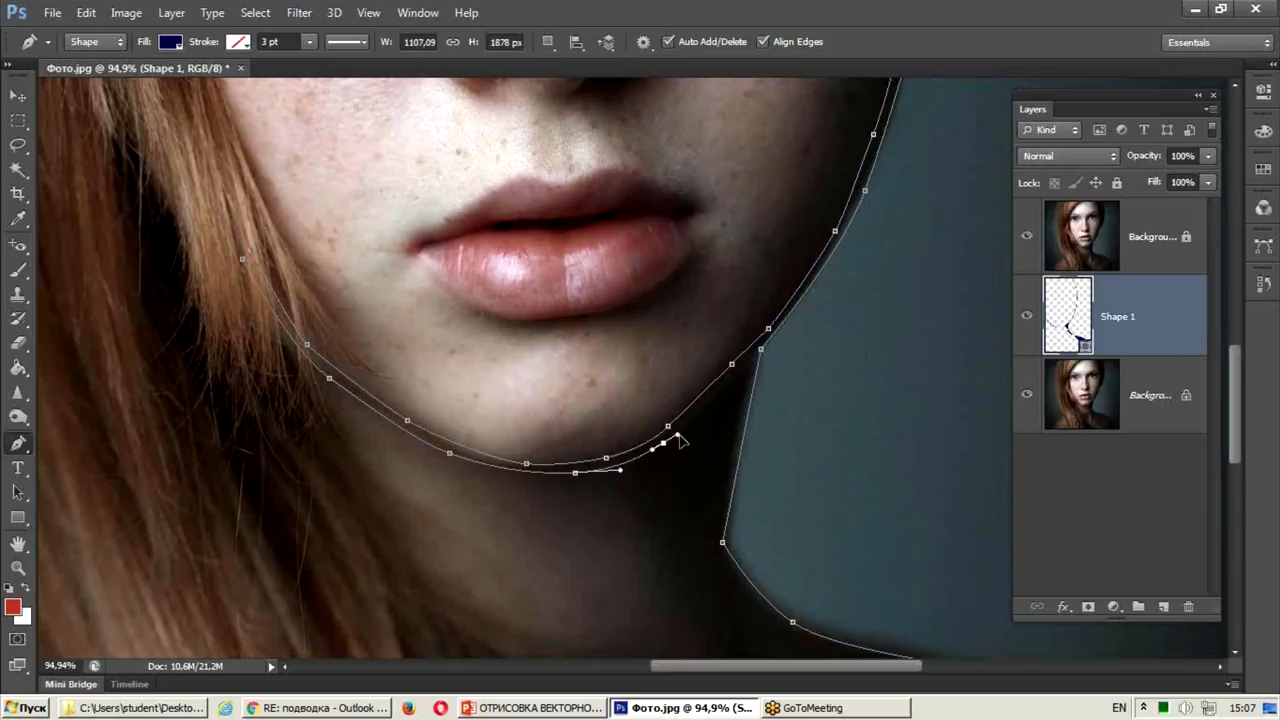 Ps File Edit Image Layer Type Select Filter 3D View Window Help
Shape Fill: Stroke: 3 pt W: 1107,09 H: 1878 px Auto Add/Delete Align Edges Essentials
Фото.jpg @ 94,9% (Shape 1, RGB/8) *
Layers
Kind
Normal Opacity: 100%
Lock: Fill: 100%
Backgrou...
Shape 1
Backgro...
fx
94,94% Doc: 10,6M/21,2M
Mini Bridge Timeline
Пуск C:\Users\student\Deskto... RE: подводка - Outlook ... ОТРИСОВКА ВЕКТОРНО... Ps Фото.jpg @ 94,9% (S... GoToMeeting EN 15:07